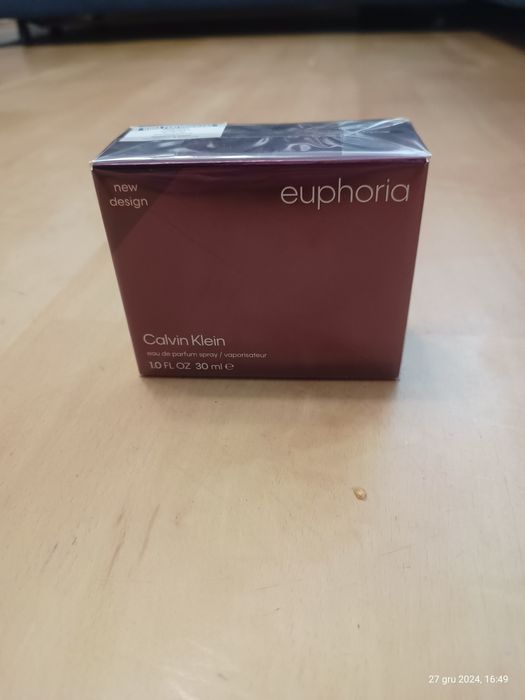 new
design
euphoria
Calvin Klein
eau de parfum spray / vaporisateur
1.0 FL OZ 30 ml ℮
27 gru 2024, 16:49